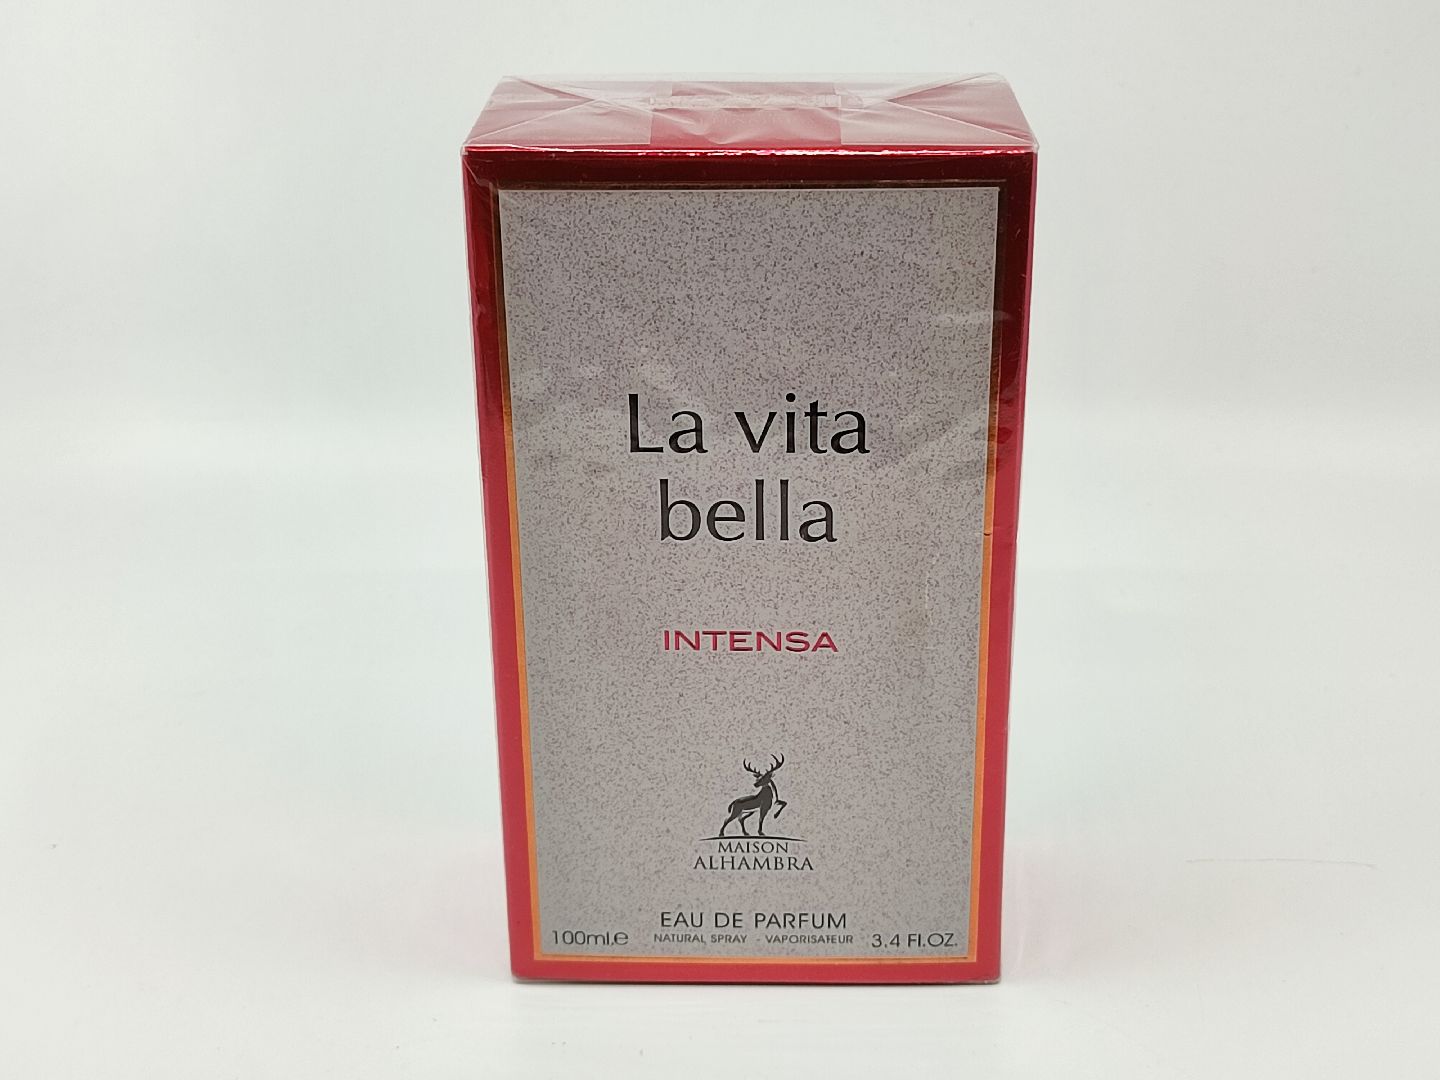 La vita
bella
INTENSA
MAISON
ALHAMBRA
EAU DE PARFUM
100ml.e NATURAL SPRAY - VAPORISATEUR 3.4 Fl.OZ.